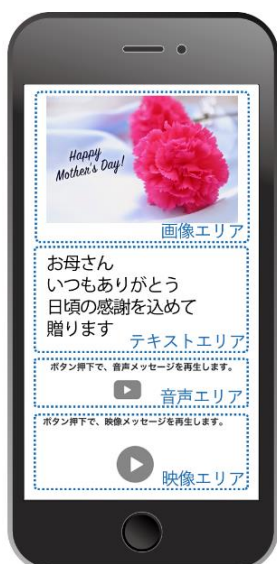 Happy
Mother's Day!
画像エリア
お母さん
いつもありがとう
日頃の感謝を込めて
贈ります
テキストエリア
ボタン押下で、音声メッセージを再生します。
音声エリア
ボタン押下で、映像メッセージを再生します。
映像エリア